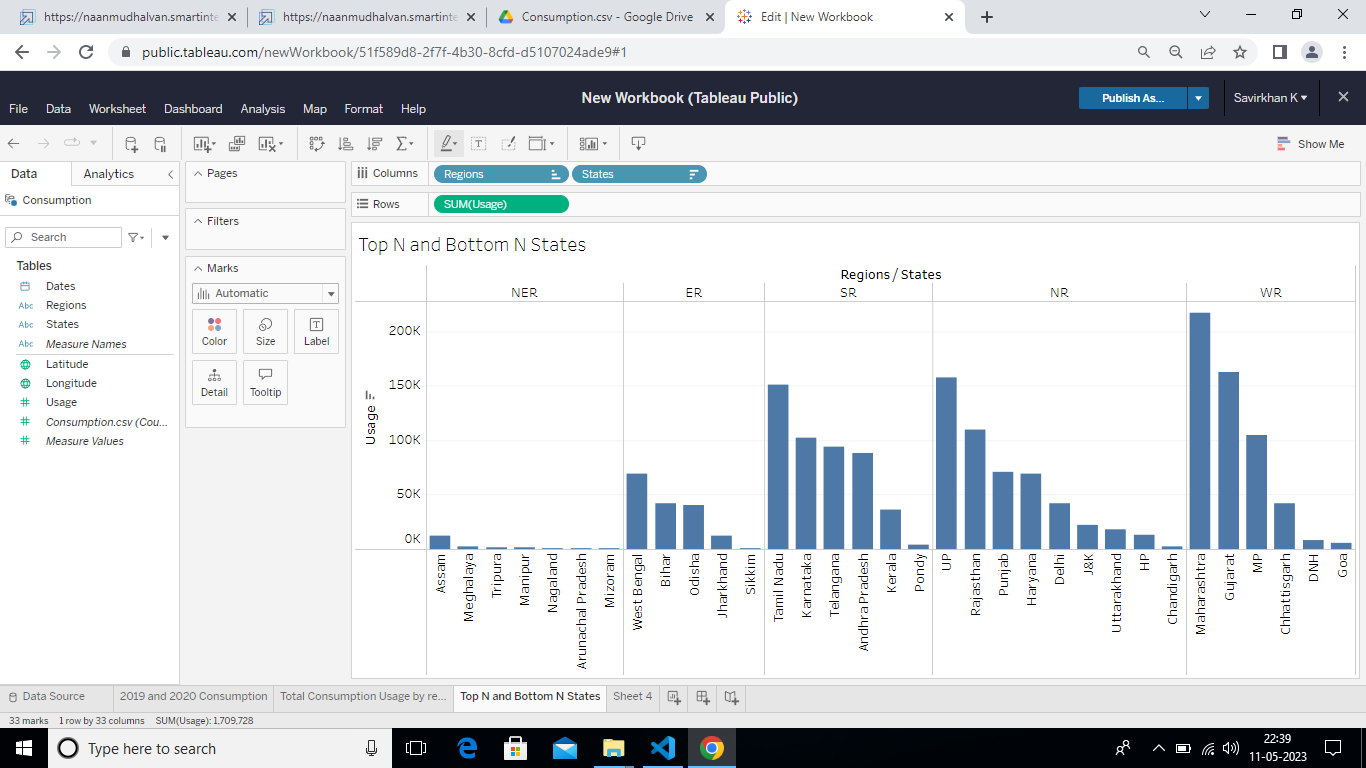 https://naanmudhalvan.smartinte
https://naanmudhalvan.smartinte
Consumption.csv - Google Drive
Edit | New Workbook
public.tableau.com/newWorkbook/51f589d8-2f7f-4b30-8cfd-d5107024ade9#1
New Workbook (Tableau Public)
Publish As...
Savirkhan K
File Data Worksheet Dashboard Analysis Map Format Help
Show Me
Data Analytics
Pages
Columns Regions States
Consumption
Rows SUM(Usage)
Search
Filters
Top N and Bottom N States
Tables
Dates
Abc Regions
Abc States
Abc Measure Names
Latitude
Longitude
Usage
Consumption.csv (Cou...
Measure Values
Marks
Automatic
Color Size Label
Detail Tooltip
Regions / States
NER ER SR NR WR
Usage
200K
150K
100K
50K
0K
Assam
Meghalaya
Tripura
Manipur
Nagaland
Arunachal Pradesh
Mizoram
West Bengal
Bihar
Odisha
Jharkhand
Sikkim
Tamil Nadu
Karnataka
Telangana
Andhra Pradesh
Kerala
Pondy
UP
Rajasthan
Punjab
Haryana
Delhi
J&K
Uttarakhand
HP
Chandigarh
Maharashtra
Gujarat
MP
Chhattisgarh
DNH
Goa
Data Source 2019 and 2020 Consumption Total Consumption Usage by re... Top N and Bottom N States Sheet 4
33 marks 1 row by 33 columns SUM(Usage): 1,709,728
Type here to search
22:39
11-05-2023